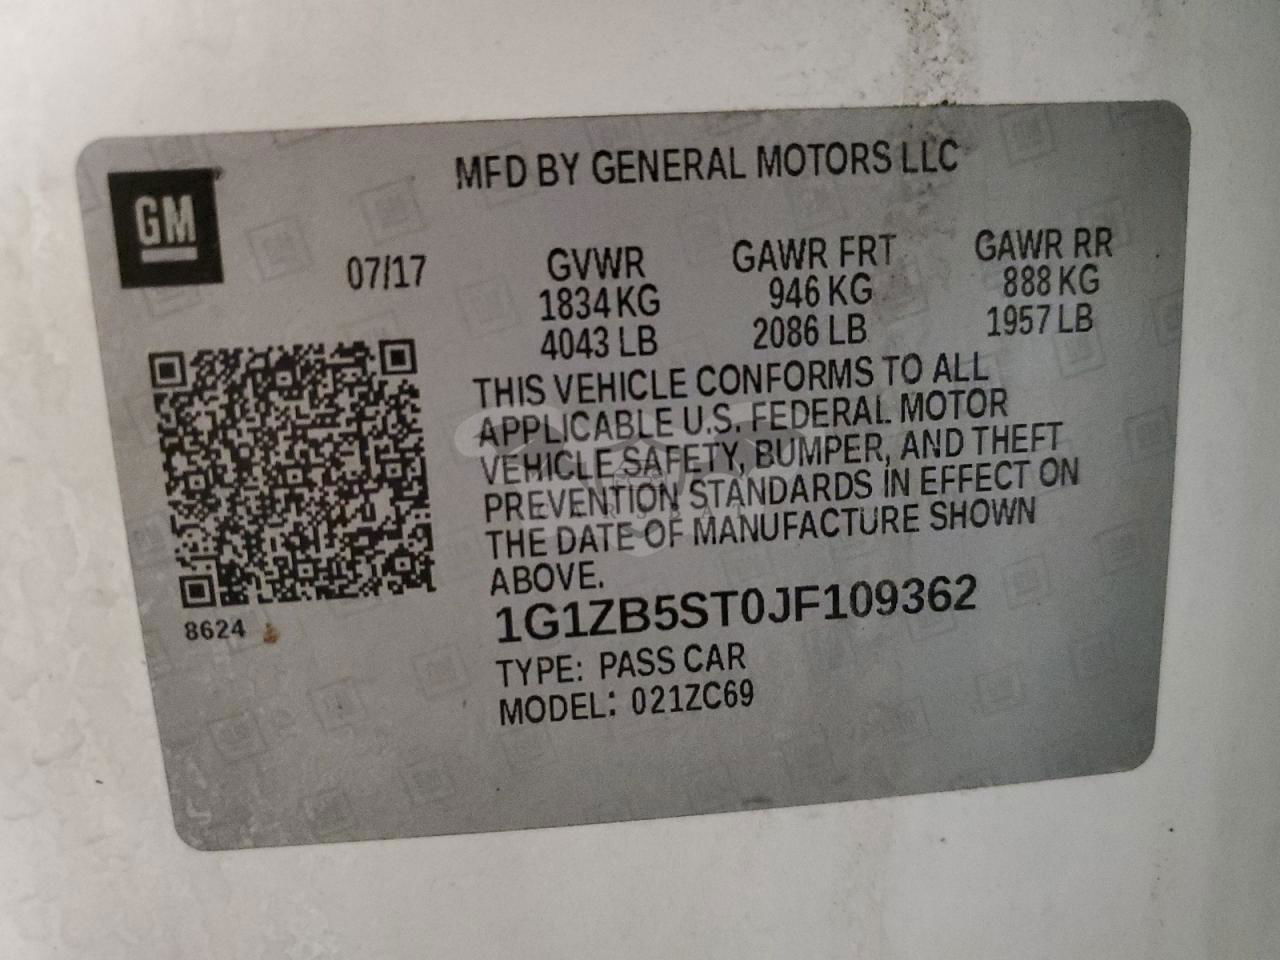 MFD BY GENERAL MOTORS LLC
GM
07/17
GVWR GAWR FRT GAWR RR
1834 KG 946 KG 888 KG
4043 LB 2086 LB 1957 LB
THIS VEHICLE CONFORMS TO ALL
APPLICABLE U.S. FEDERAL MOTOR
VEHICLE SAFETY, BUMPER, AND THEFT
PREVENTION STANDARDS IN EFFECT ON
THE DATE OF MANUFACTURE SHOWN
ABOVE.
8624
1G1ZB5ST0JF109362
TYPE: PASS CAR
MODEL: 021ZC69